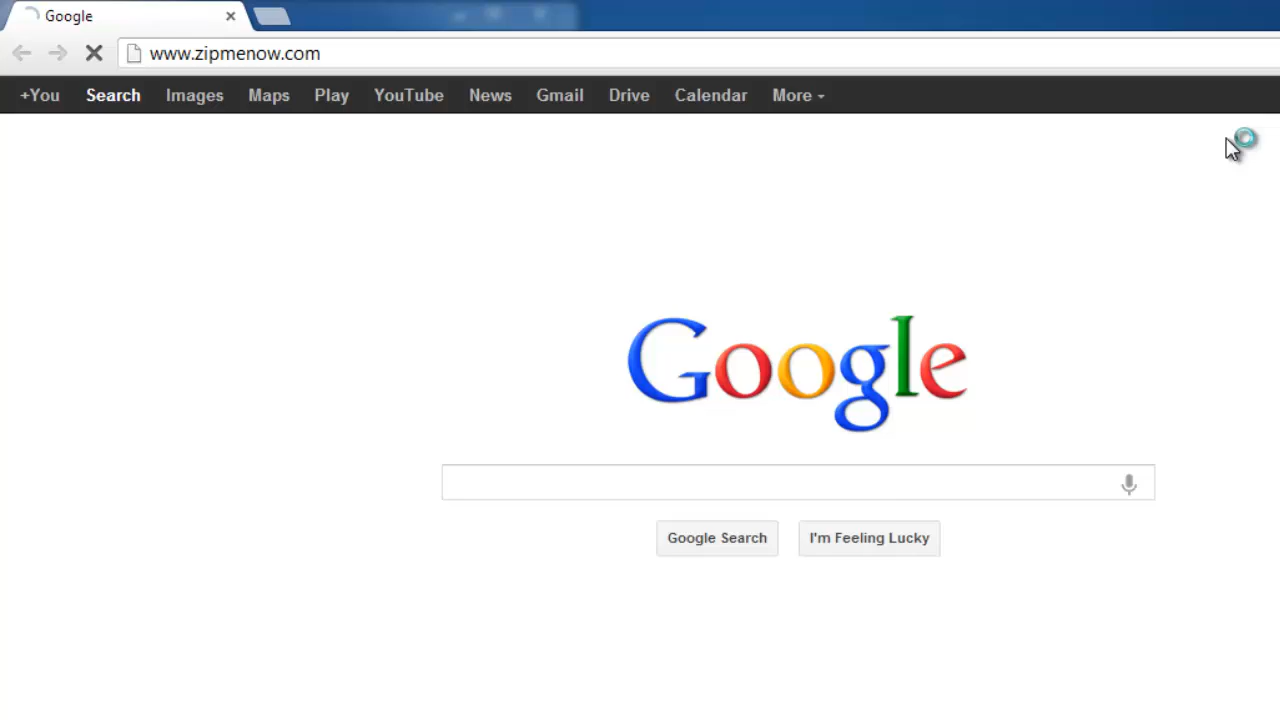 Google
www.zipmenow.com
+You Search Images Maps Play YouTube News Gmail Drive Calendar More
Google
Google Search I'm Feeling Lucky